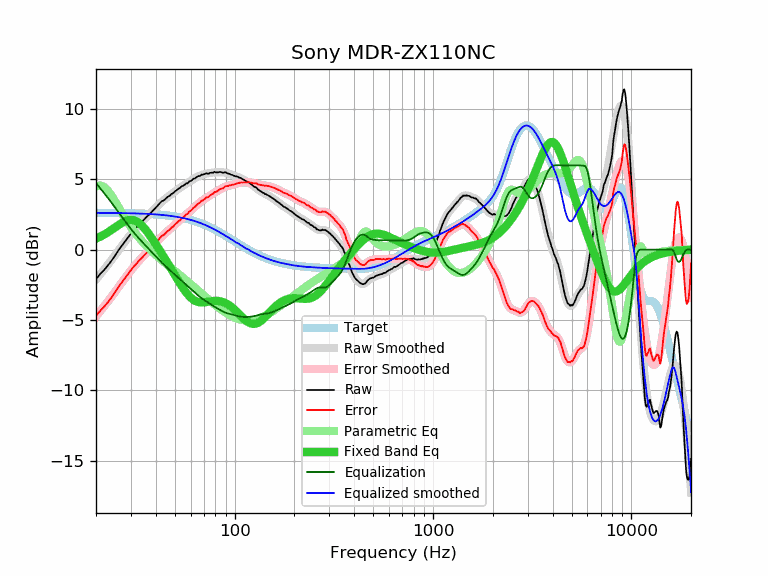 Sony MDR-ZX110NC
Amplitude (dBr)
10
5
0
−5
−10
−15
Target
Raw Smoothed
Error Smoothed
Raw
Error
Parametric Eq
Fixed Band Eq
Equalization
Equalized smoothed
100
1000
10000
Frequency (Hz)